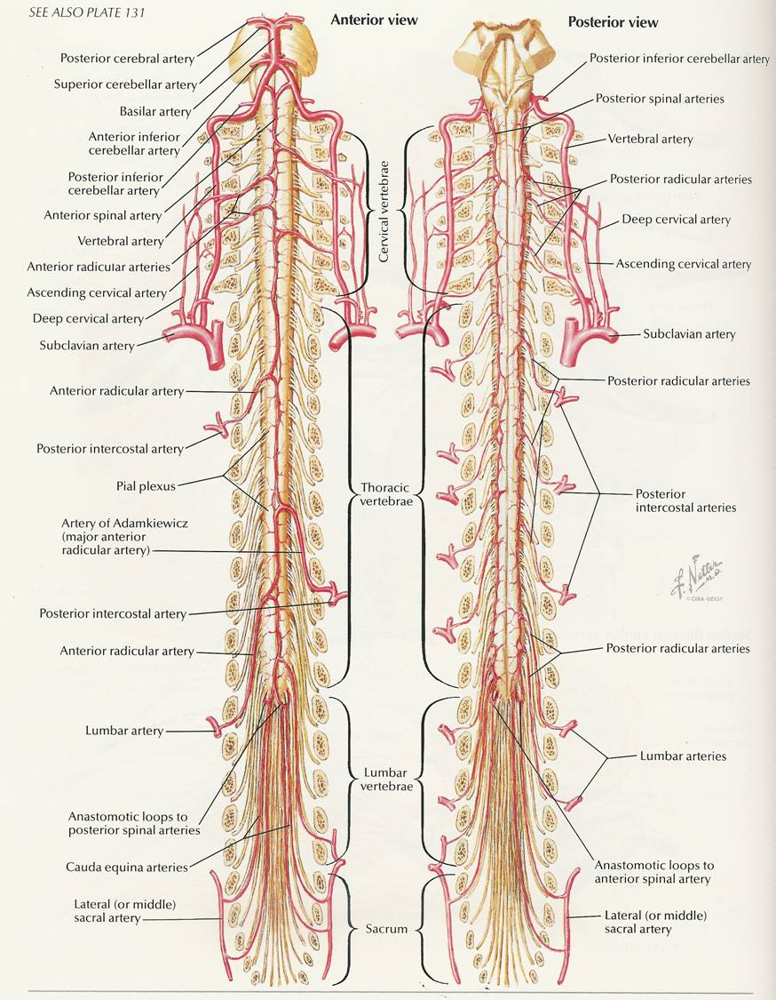 SEE ALSO PLATE 131
Anterior view
Posterior view
Posterior cerebral artery
Superior cerebellar artery
Basilar artery
Anterior inferior
cerebellar artery
Posterior inferior
cerebellar artery
Anterior spinal artery
Vertebral artery
Anterior radicular arteries
Ascending cervical artery
Deep cervical artery
Subclavian artery
Anterior radicular artery
Posterior intercostal artery
Pial plexus
Artery of Adamkiewicz
(major anterior
radicular artery)
Posterior intercostal artery
Anterior radicular artery
Lumbar artery
Anastomotic loops to
posterior spinal arteries
Cauda equina arteries
Lateral (or middle)
sacral artery
Cervical vertebrae
Thoracic
vertebrae
Lumbar
vertebrae
Sacrum
Posterior inferior cerebellar artery
Posterior spinal arteries
Vertebral artery
Posterior radicular arteries
Deep cervical artery
Ascending cervical artery
Subclavian artery
Posterior radicular arteries
Posterior
intercostal arteries
F. Netter
M.D.
©CIBA-GEIGY
Posterior radicular arteries
Lumbar arteries
Anastomotic loops to
anterior spinal artery
Lateral (or middle)
sacral artery